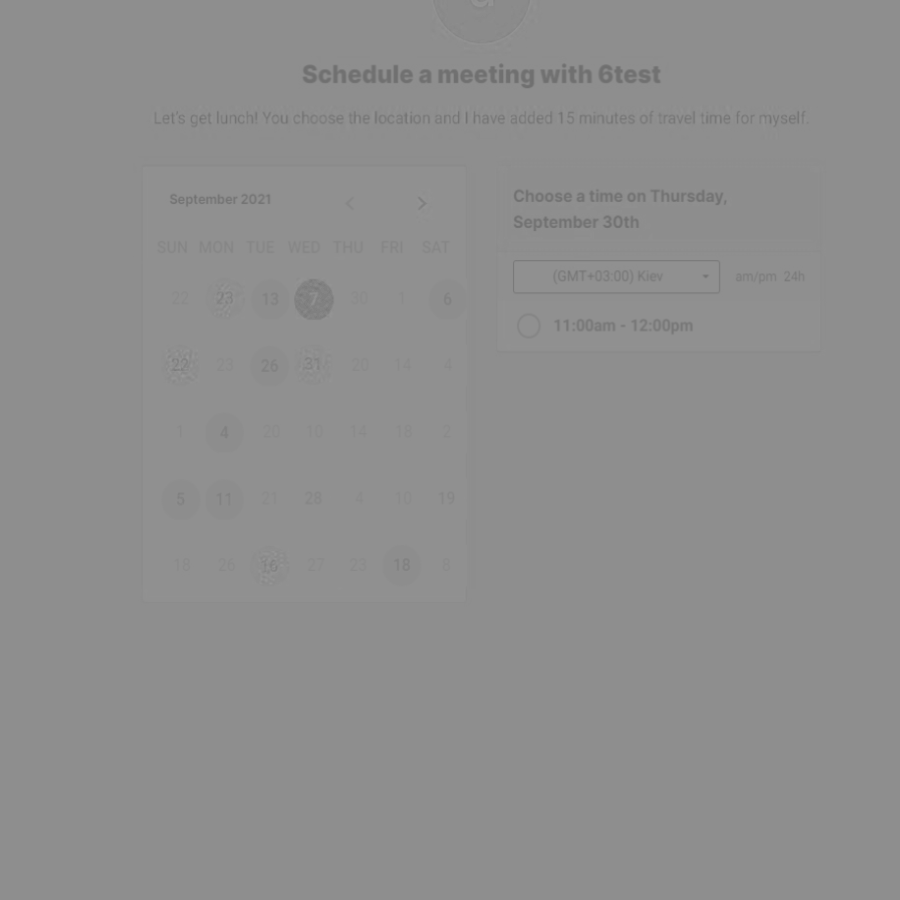 Schedule a meeting with 6test
Let's get lunch! You choose the location and I have added 15 minutes of travel time for myself.
September 2021
SUN MON TUE WED THU FRI SAT
22 23 13 7 30 1 6
22 23 26 31 20 14 4
1 4 20 10 14 18 2
5 11 21 28 4 10 19
18 26 16 27 23 18 8
Choose a time on Thursday,
September 30th
(GMT+03:00) Kiev am/pm 24h
11:00am - 12:00pm